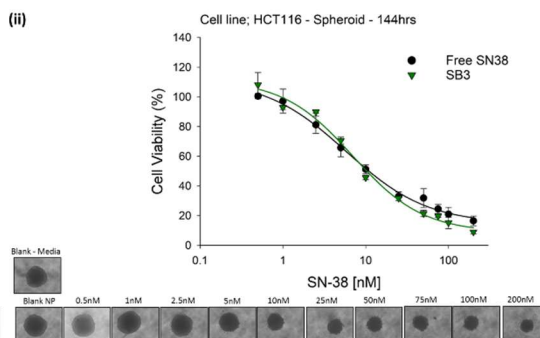 (ii)
Cell line; HCT116 - Spheroid - 144hrs
Free SN38
SB3
Cell Viability (%)
140
120
100
80
60
40
20
0
0.1 1 10 100
SN-38 [nM]
Blank - Media
Blank NP 0.5nM 1nM 2.5nM 5nM 10nM 25nM 50nM 75nM 100nM 200nM